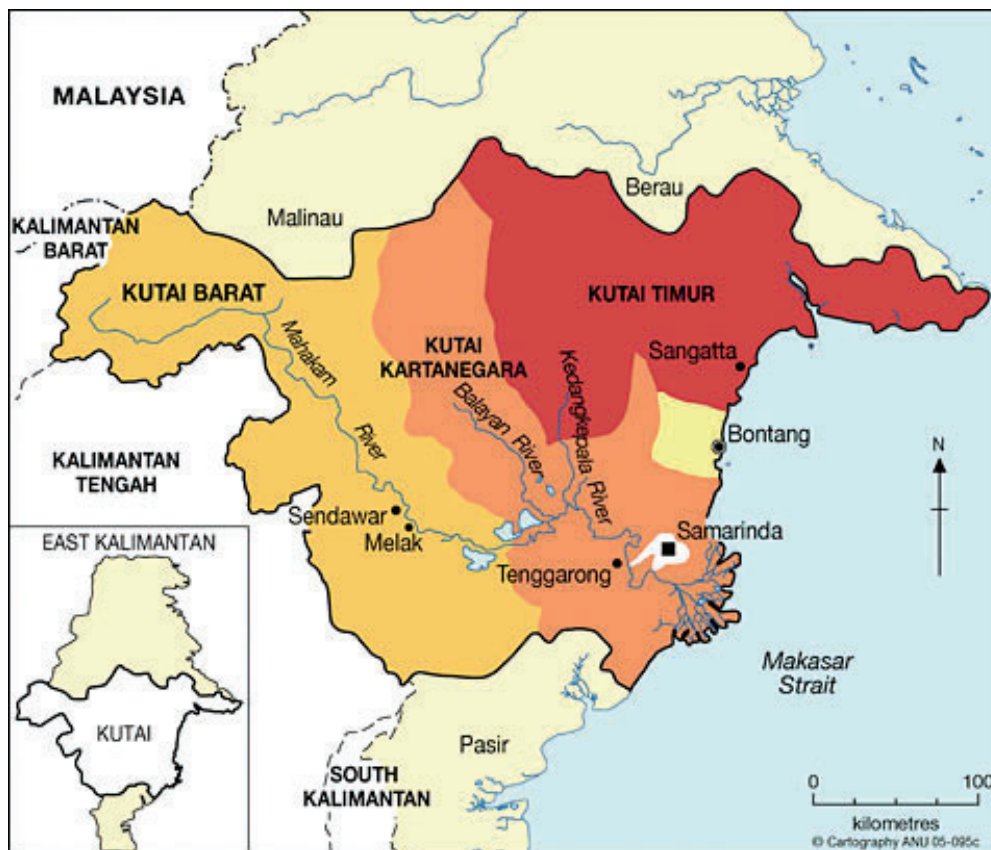 MALAYSIA
Berau
Malinau
KALIMANTAN
BARAT
KUTAI BARAT
KUTAI TIMUR
Mahakam
River
KUTAI
KARTANEGARA
Sangatta
Balayan River
Kedangkepala River
Bontang
KALIMANTAN
TENGAH
N
Sendawar
Melak
Samarinda
Tenggarong
EAST KALIMANTAN
KUTAI
Makasar
Strait
Pasir
SOUTH
KALIMANTAN
0 100
kilometres
© Cartography ANU 05-095c